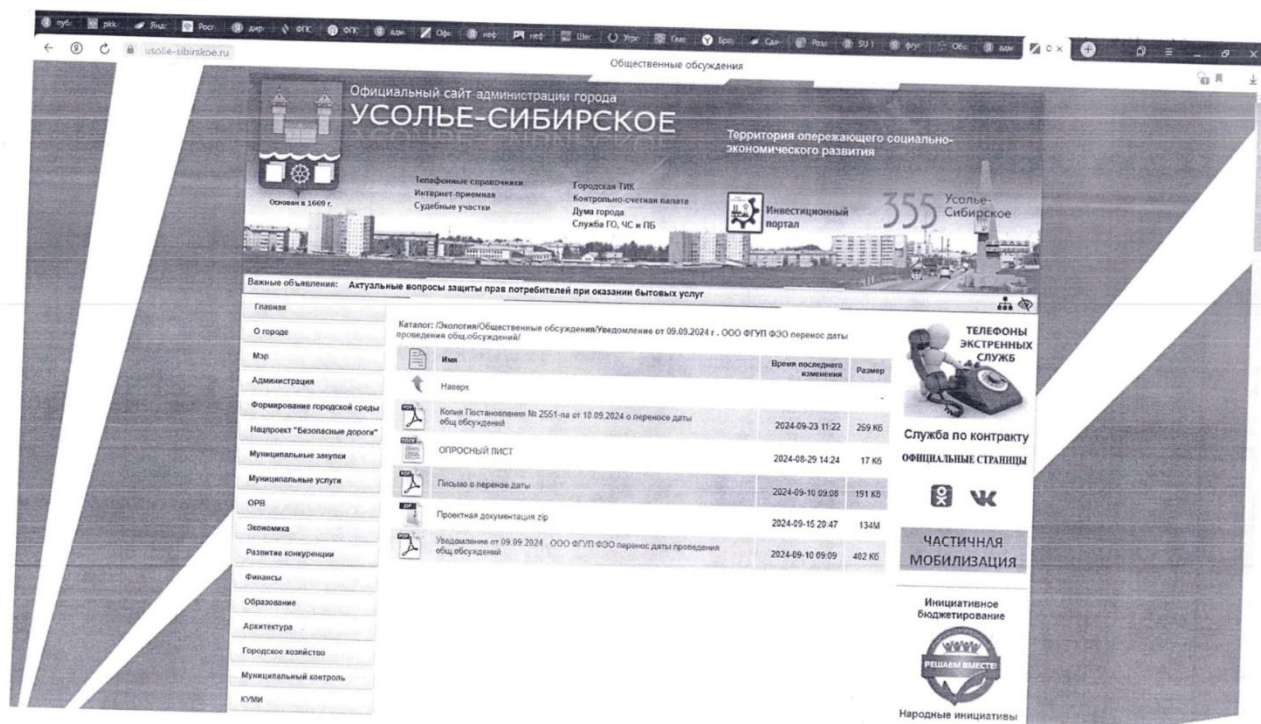 usolie-sibirskoe.ru
Общественные обсуждения
Официальный сайт администрации города
УСОЛЬЕ-СИБИРСКОЕ
Территория опережающего социально-
экономического развития
Основан в 1669 г.
Телефонные справочники
Интернет-приемная
Судебные участки
Городская ТИК
Контрольно-счетная палата
Дума города
Служба ГО, ЧС и ПБ
Инвестиционный
портал
355 Усолье-
Сибирское
Важные объявления: Актуальные вопросы защиты прав потребителей при оказании бытовых услуг
Главная
О городе
Мэр
Администрация
Формирование городской среды
Нацпроект "Безопасные дороги"
Муниципальные закупки
Муниципальные услуги
ОРВ
Экономика
Развитие конкуренции
Финансы
Образование
Архитектура
Городское хозяйство
Муниципальный контроль
КУМИ
Каталог: /Экология/Общественные обсуждения/Уведомление от 09.09.2024 г . ООО ФГУП ФЭО перенос даты
проведения общ.обсуждений/
Имя Время последнего изменения Размер
Наверх -
Копия Постановления № 2551-па от 10.09.2024 о переносе даты
общ обсуждений 2024-09-23 11:22 269 Кб
ОПРОСНЫЙ ЛИСТ 2024-08-29 14:24 17 Кб
Письмо о переносе даты 2024-09-10 09:08 191 Кб
Проектная документация zip 2024-09-15 20:47 134М
Уведомление от 09.09.2024 . ООО ФГУП ФЭО перенос даты проведения
общ.обсуждений 2024-09-10 09:09 402 Кб
ТЕЛЕФОНЫ
ЭКСТРЕННЫХ
СЛУЖБ
Служба по контракту
ОФИЦИАЛЬНЫЕ СТРАНИЦЫ
ЧАСТИЧНАЯ
МОБИЛИЗАЦИЯ
Инициативное
бюджетирование
РЕШАЕМ ВМЕСТЕ!
Народные инициативы